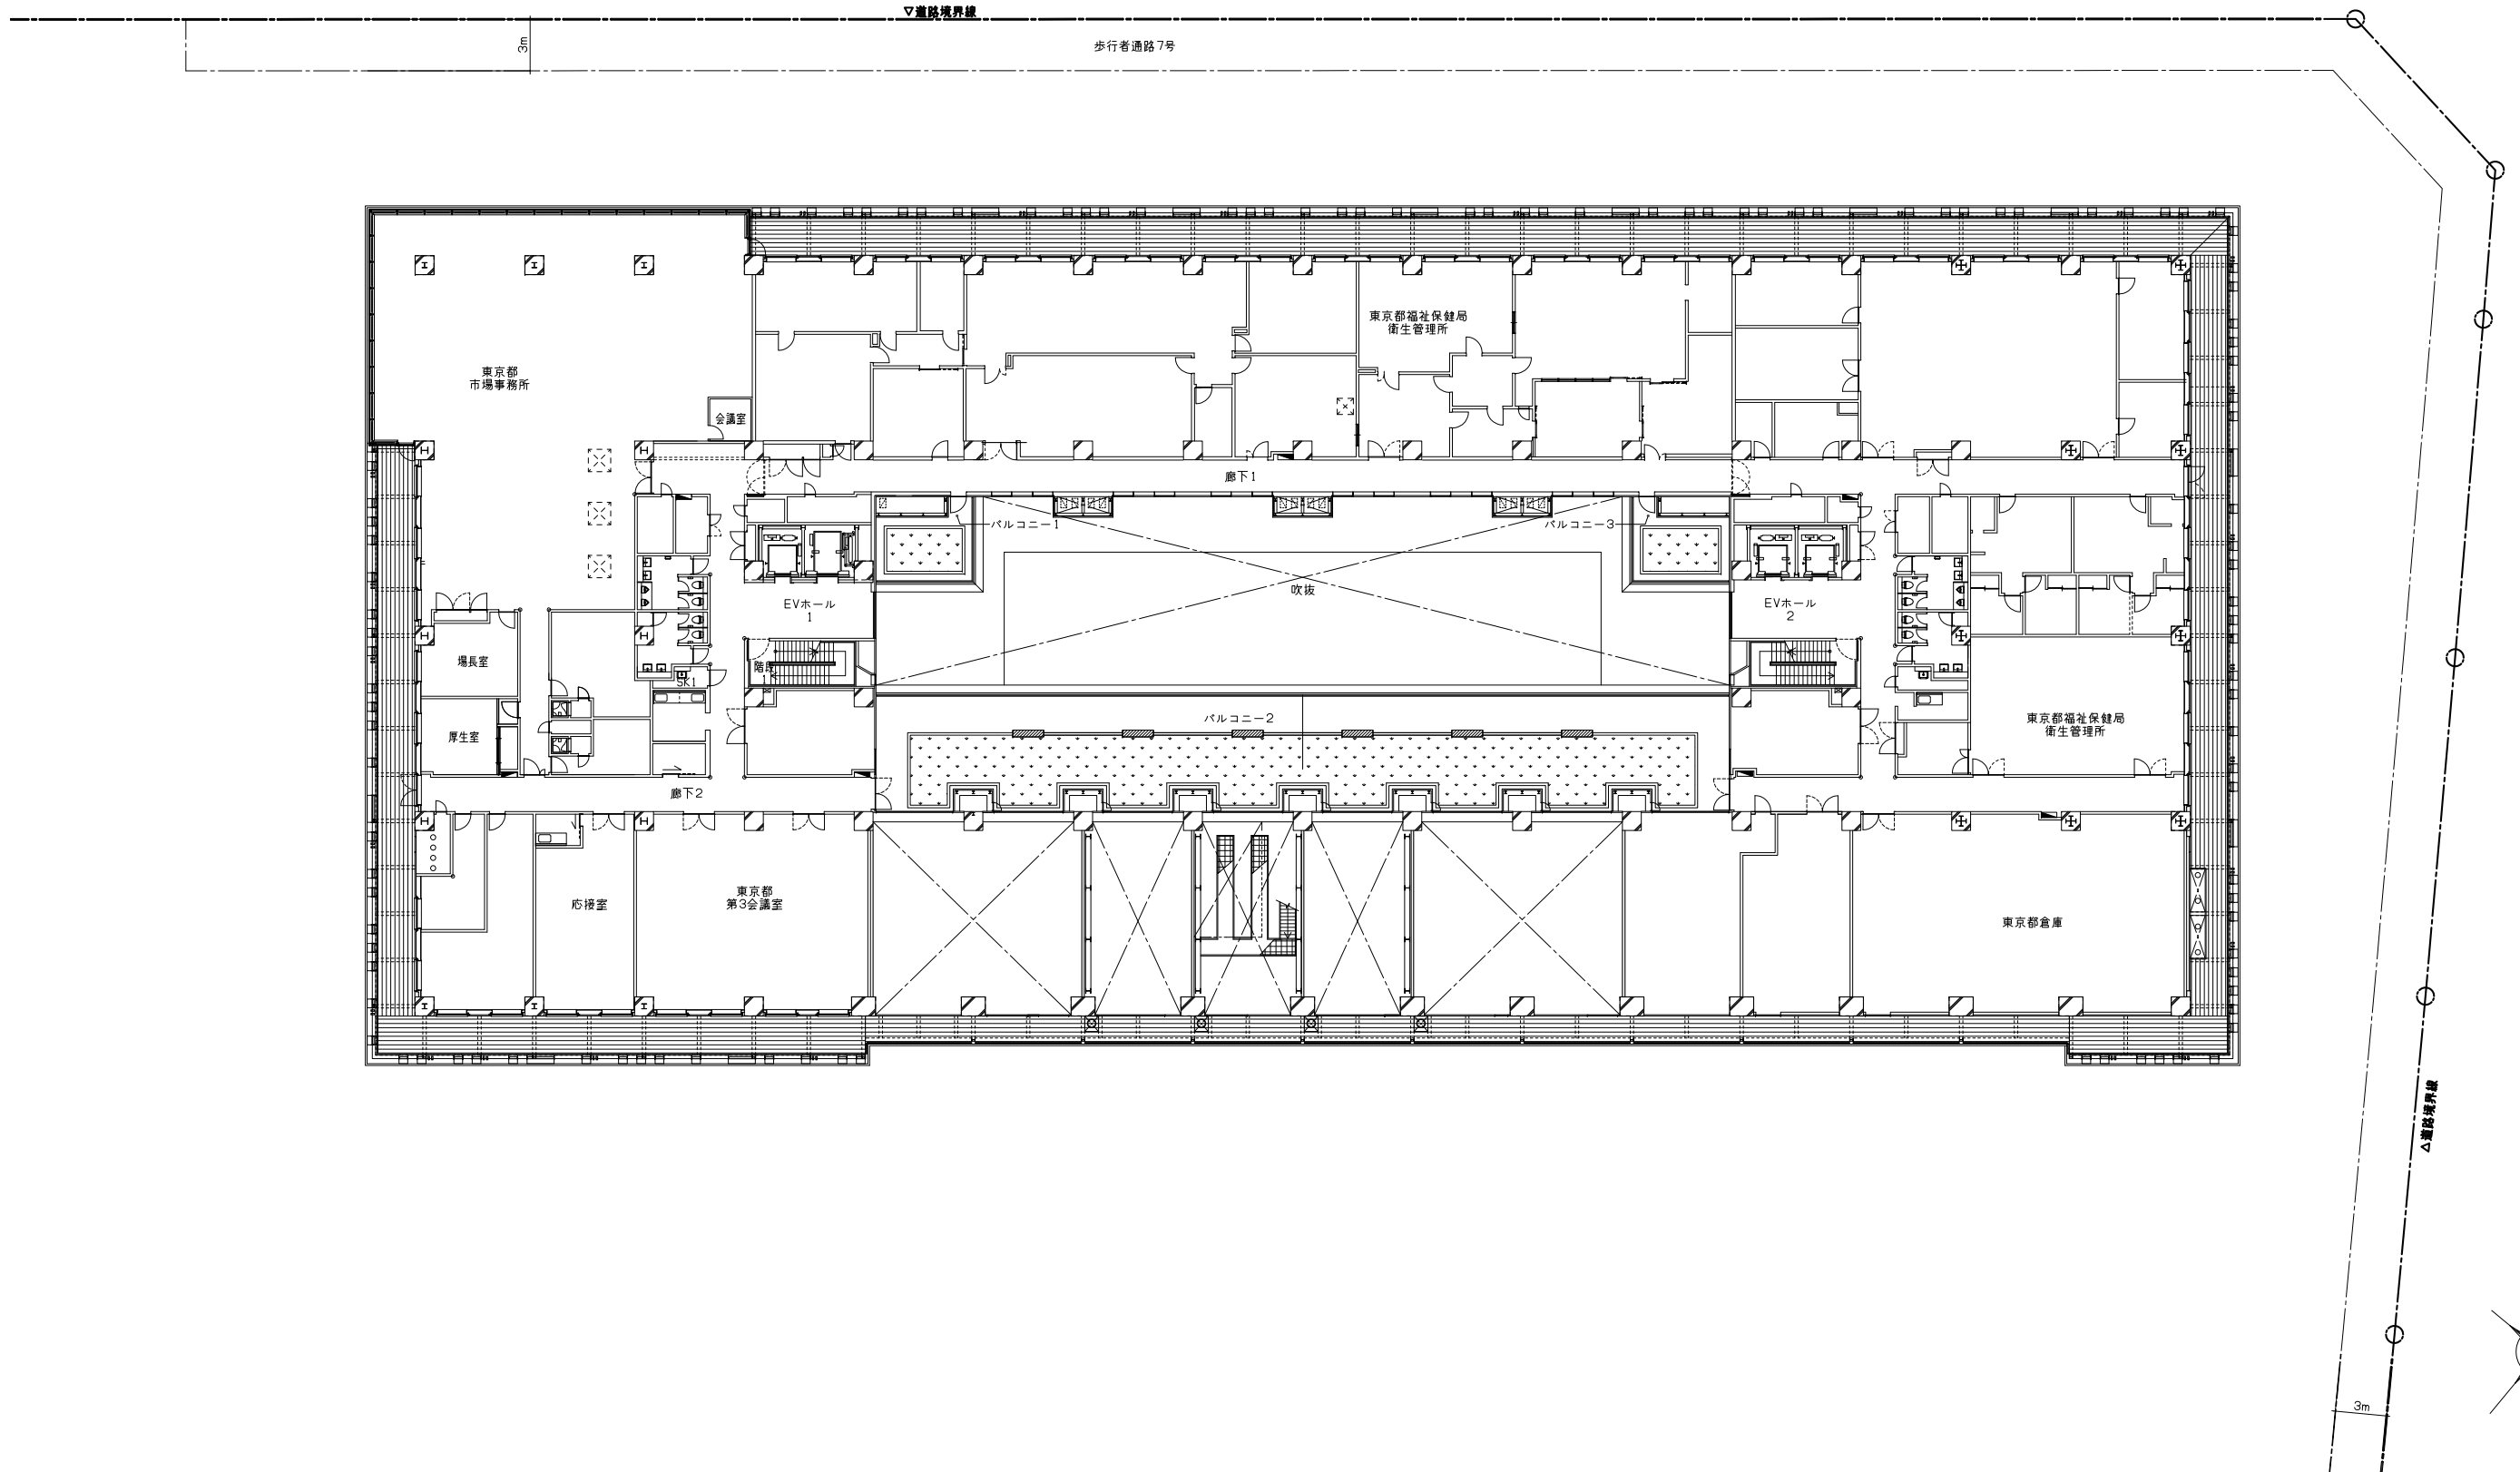 ▽道路境界線
3m
歩行者通路7号
東京都福祉保健局
衛生管理所
東京都
市場事務所
会議室
廊下1
バルコニー1
バルコニー3
吹抜
EVホール
1
EVホール
2
場長室
階段
1
SK1
バルコニー2
東京都福祉保健局
衛生管理所
厚生室
廊下2
東京都
第3会議室
応接室
東京都倉庫
△道路境界線
3m